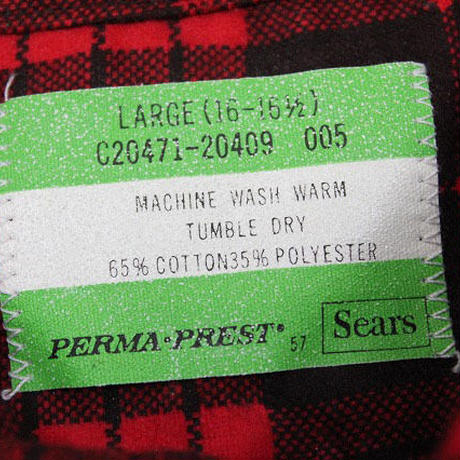 LARGE (16-16½)
C20471-20409 005
MACHINE WASH WARM
TUMBLE DRY
65% COTTON35% POLYESTER
PERMA·PREST® 57 Sears